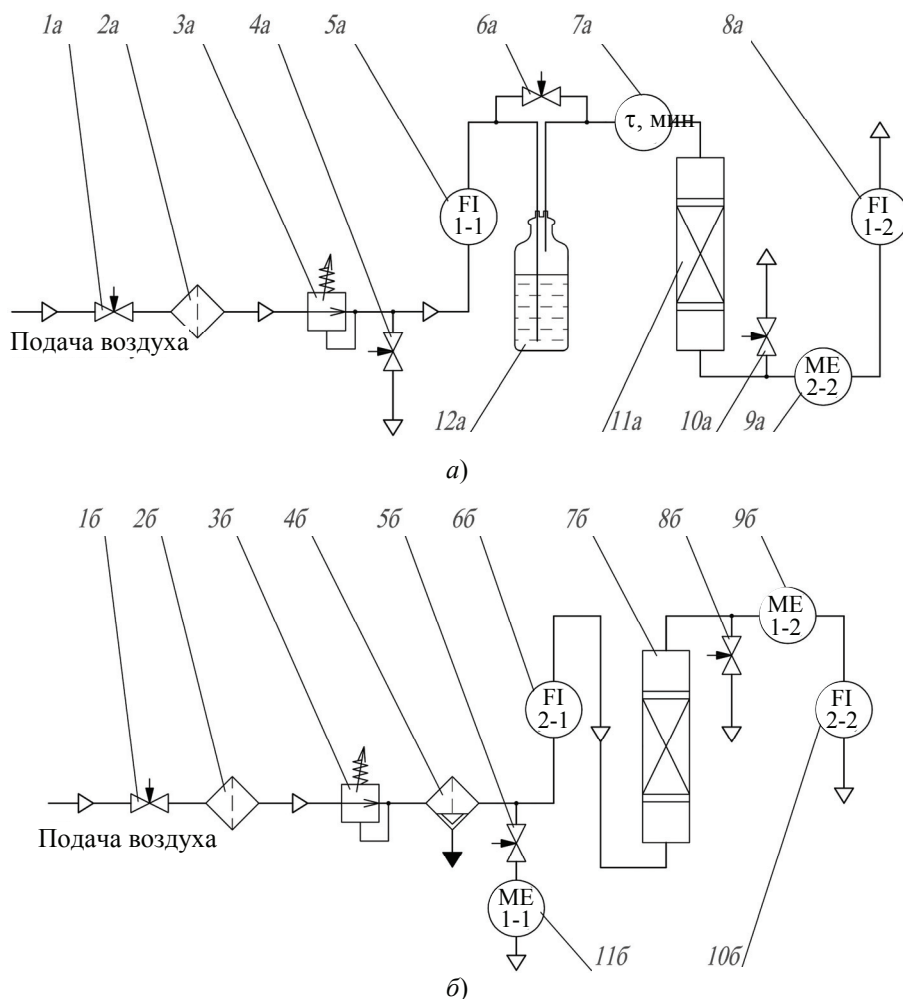 1а 2а 3а 4а 5а 6а 7а 8а
τ, мин
FI
1-1
FI
1-2
Подача воздуха
ME
2-2
12а 11а 10а 9а
а)
1б 2б 3б 4б 5б 6б 7б 8б 9б
ME
1-2
FI
2-1
FI
2-2
Подача воздуха
ME
1-1
11б 10б
б)